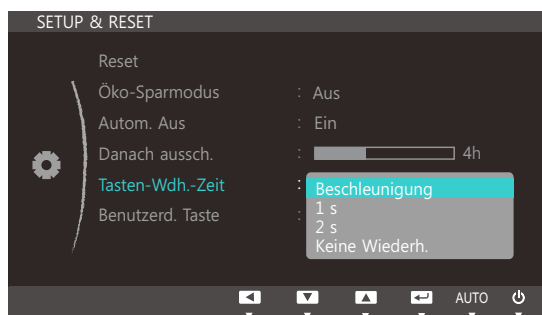 SETUP & RESET
Reset
Öko-Sparmodus : Aus
Autom. Aus : Ein
Danach aussch. : 4h
Tasten-Wdh.-Zeit : Beschleunigung
1 s
2 s
Benutzerd. Taste :
Keine Wiederh.
AUTO